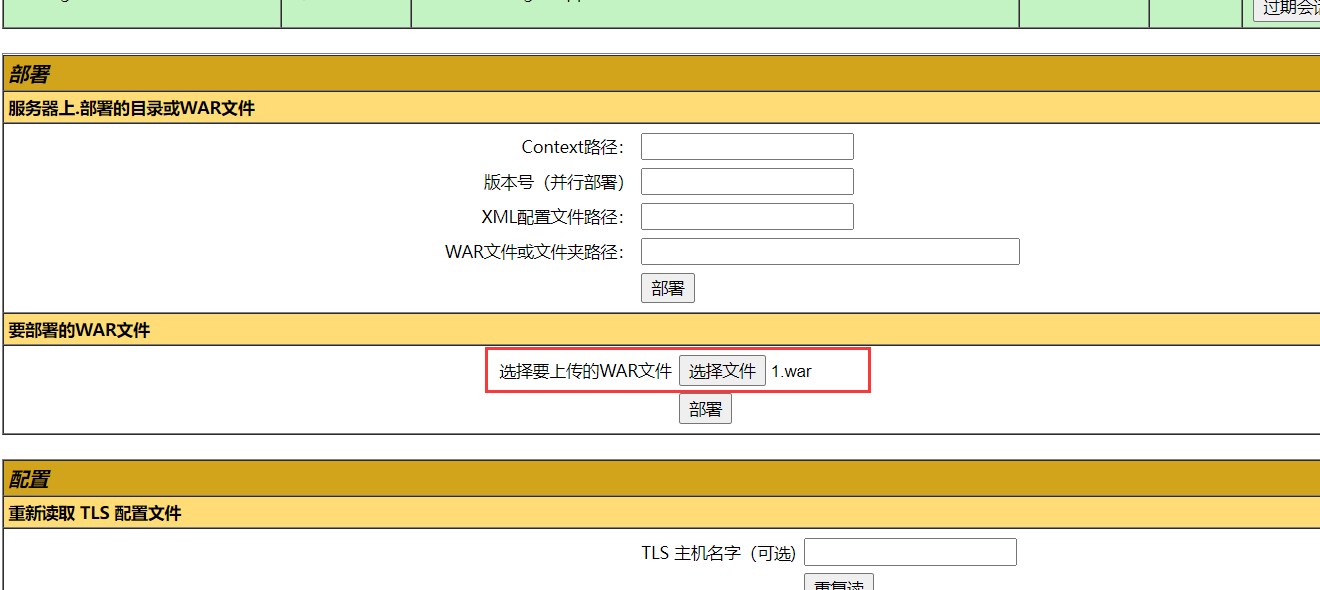 过期会话
部署
服务器上.部署的目录或WAR文件
Context路径:
版本号（并行部署）
XML配置文件路径:
WAR文件或文件夹路径:
部署
要部署的WAR文件
选择要上传的WAR文件 选择文件 1.war
部署
配置
重新读取 TLS 配置文件
TLS 主机名字（可选)
重复读